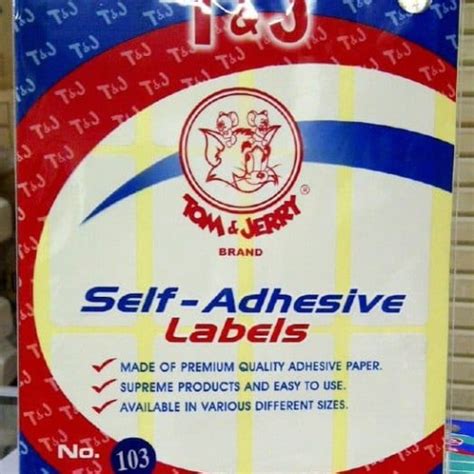 T&J
TOM & JERRY ®
BRAND
Self-Adhesive
Labels
MADE OF PREMIUM QUALITY ADHESIVE PAPER.
SUPREME PRODUCTS AND EASY TO USE.
AVAILABLE IN VARIOUS DIFFERENT SIZES.
No. 103